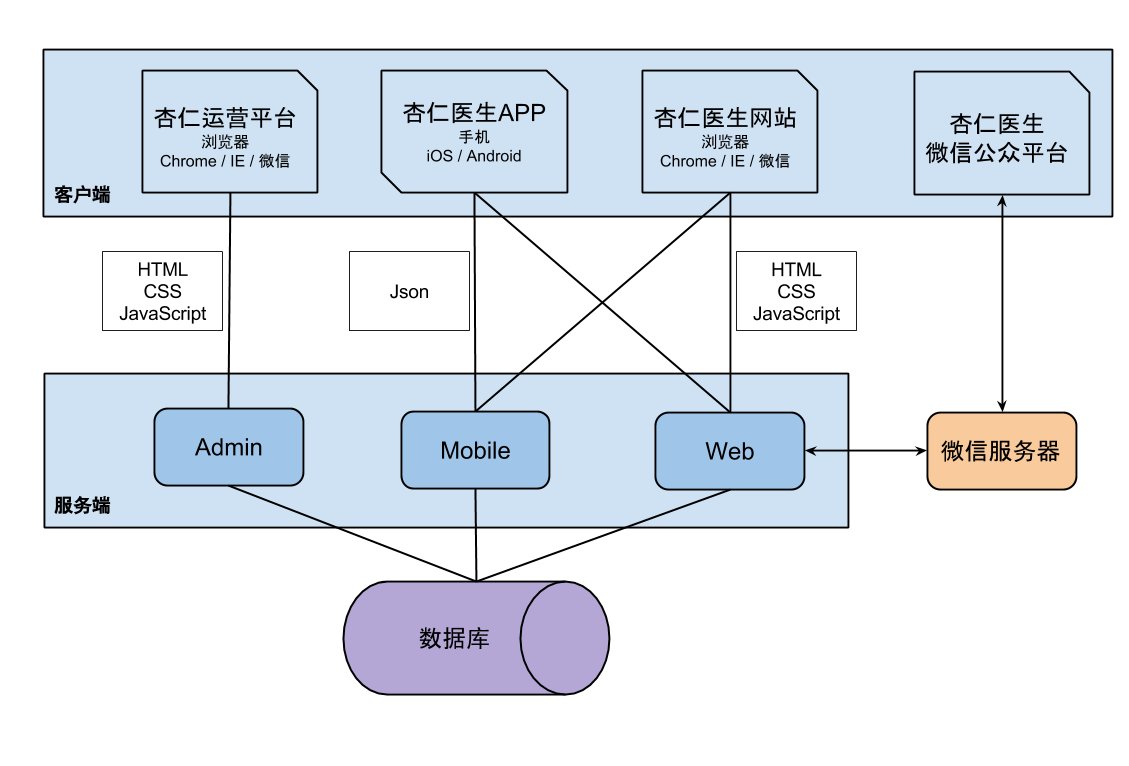 杏仁运营平台
浏览器
Chrome / IE / 微信
杏仁医生APP
手机
iOS / Android
杏仁医生网站
浏览器
Chrome / IE / 微信
杏仁医生
微信公众平台
客户端
HTML
CSS
JavaScript
Json
HTML
CSS
JavaScript
Admin
Mobile
Web
微信服务器
服务端
数据库